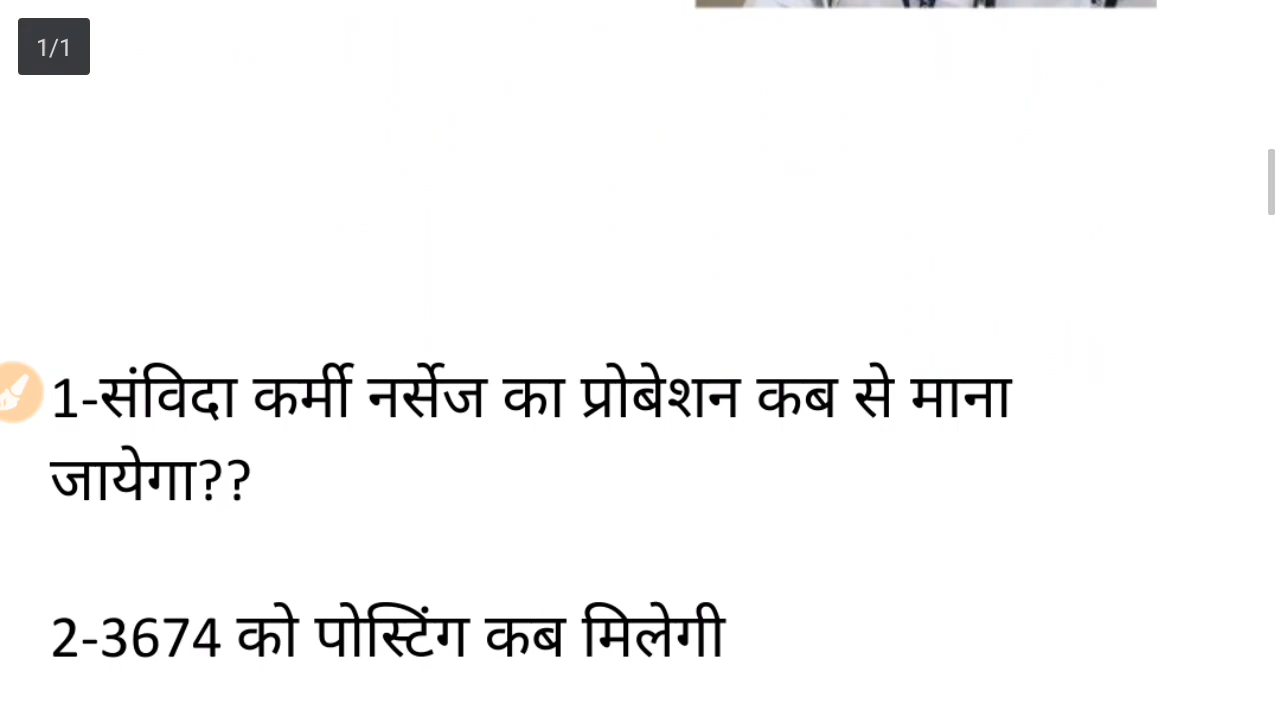 1/1
1-संविदा कर्मी नर्सेज का प्रोबेशन कब से माना
जायेगा??
2-3674 को पोस्टिंग कब मिलेगी